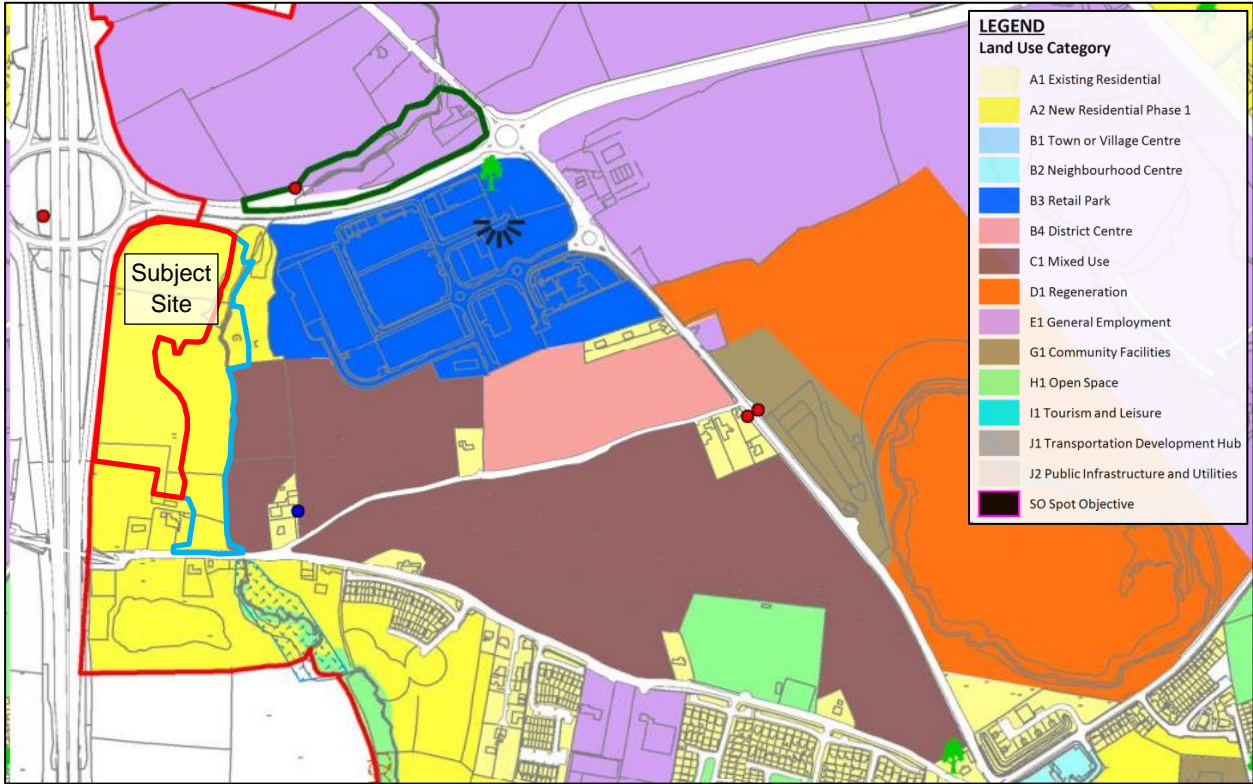 LEGEND
Land Use Category
A1 Existing Residential
A2 New Residential Phase 1
B1 Town or Village Centre
B2 Neighbourhood Centre
B3 Retail Park
B4 District Centre
C1 Mixed Use
D1 Regeneration
E1 General Employment
G1 Community Facilities
H1 Open Space
I1 Tourism and Leisure
J1 Transportation Development Hub
J2 Public Infrastructure and Utilities
SO Spot Objective
Subject
Site